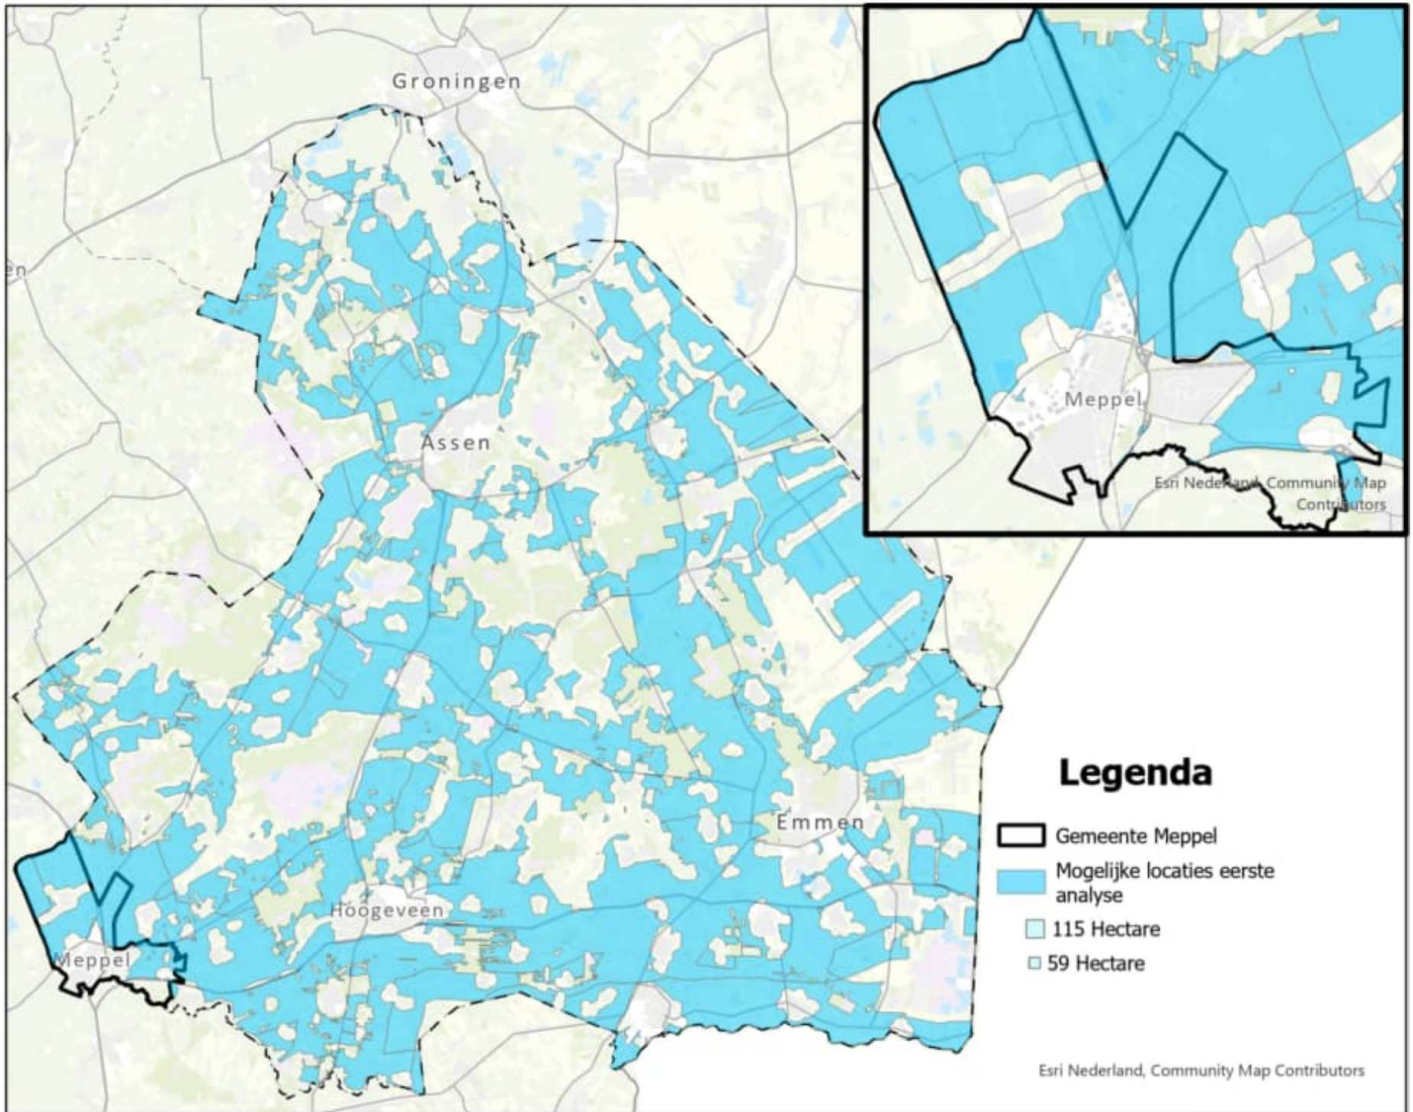 Groningen
en
Assen
Emmen
Hoogeveen
Meppel
Meppel
Esri Nederland, Community Map
Contributors
Legenda
Gemeente Meppel
Mogelijke locaties eerste
analyse
115 Hectare
59 Hectare
Esri Nederland, Community Map Contributors